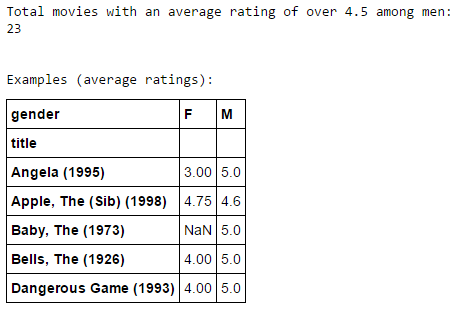 Total movies with an average rating of over 4.5 among men:
23
Examples (average ratings):
gender F M
title
Angela (1995) 3.00 5.0
Apple, The (Sib) (1998) 4.75 4.6
Baby, The (1973) NaN 5.0
Bells, The (1926) 4.00 5.0
Dangerous Game (1993) 4.00 5.0